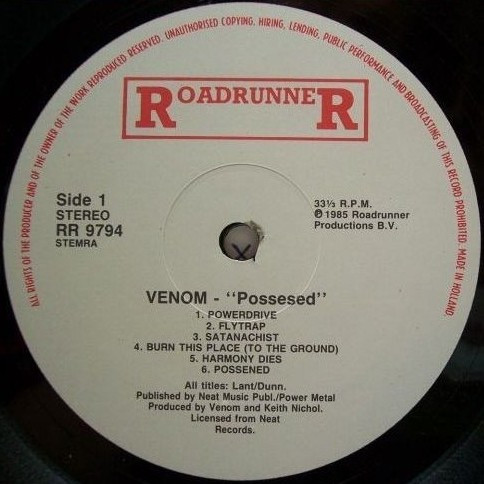 ALL RIGHTS OF THE PRODUCER AND OF THE OWNER OF THE WORK REPRODUCED RESERVED. UNAUTHORISED COPYING, HIRING, LENDING, PUBLIC PERFORMANCE AND BROADCASTING OF THIS RECORD PROHIBITED. MADE IN HOLLAND.
ROADRUNNER
Side 1
STEREO
RR 9794
STEMRA
33⅓ R.P.M.
℗ 1985 Roadrunner
Productions B.V.
VENOM - "Possesed"
1. POWERDRIVE
2. FLYTRAP
3. SATANACHIST
4. BURN THIS PLACE (TO THE GROUND)
5. HARMONY DIES
6. POSSENED
All titles: Lant/Dunn.
Published by Neat Music Publ./Power Metal
Produced by Venom and Keith Nichol.
Licensed from Neat
Records.